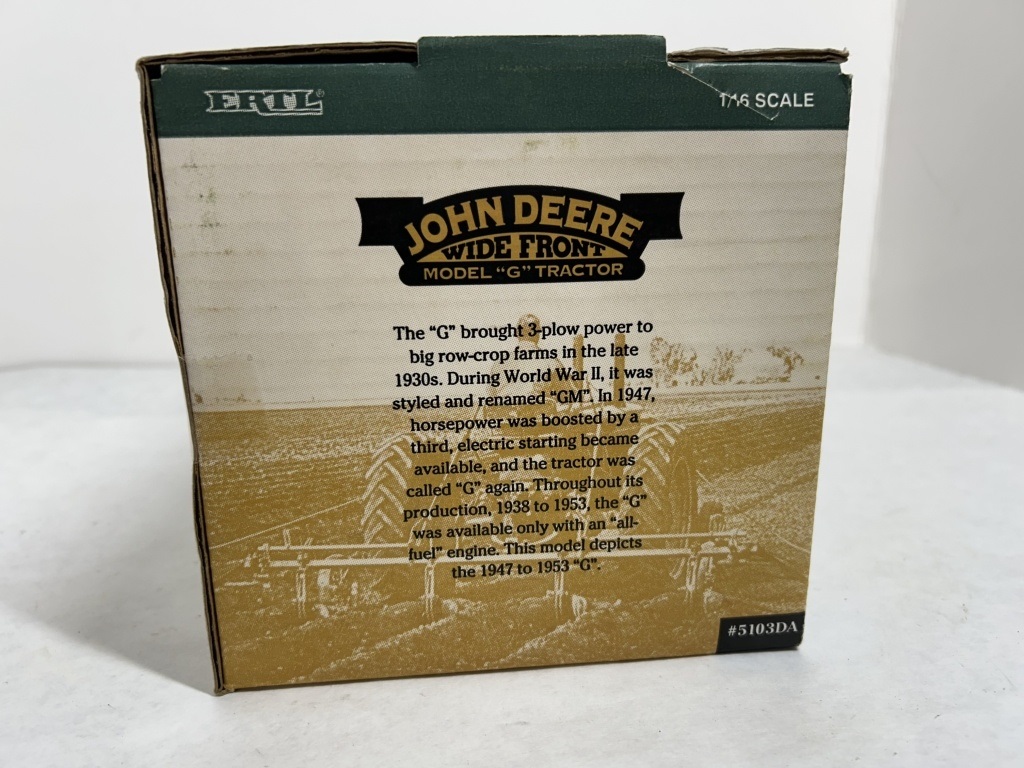 ERTL®
1/16 SCALE
JOHN DEERE
WIDE FRONT
MODEL "G" TRACTOR
The "G" brought 3-plow power to
big row-crop farms in the late
1930s. During World War II, it was
styled and renamed "GM". In 1947,
horsepower was boosted by a
third, electric starting became
available, and the tractor was
called "G" again. Throughout its
production, 1938 to 1953, the "G"
was available only with an "all-
fuel" engine. This model depicts
the 1947 to 1953 "G".
#5103DA